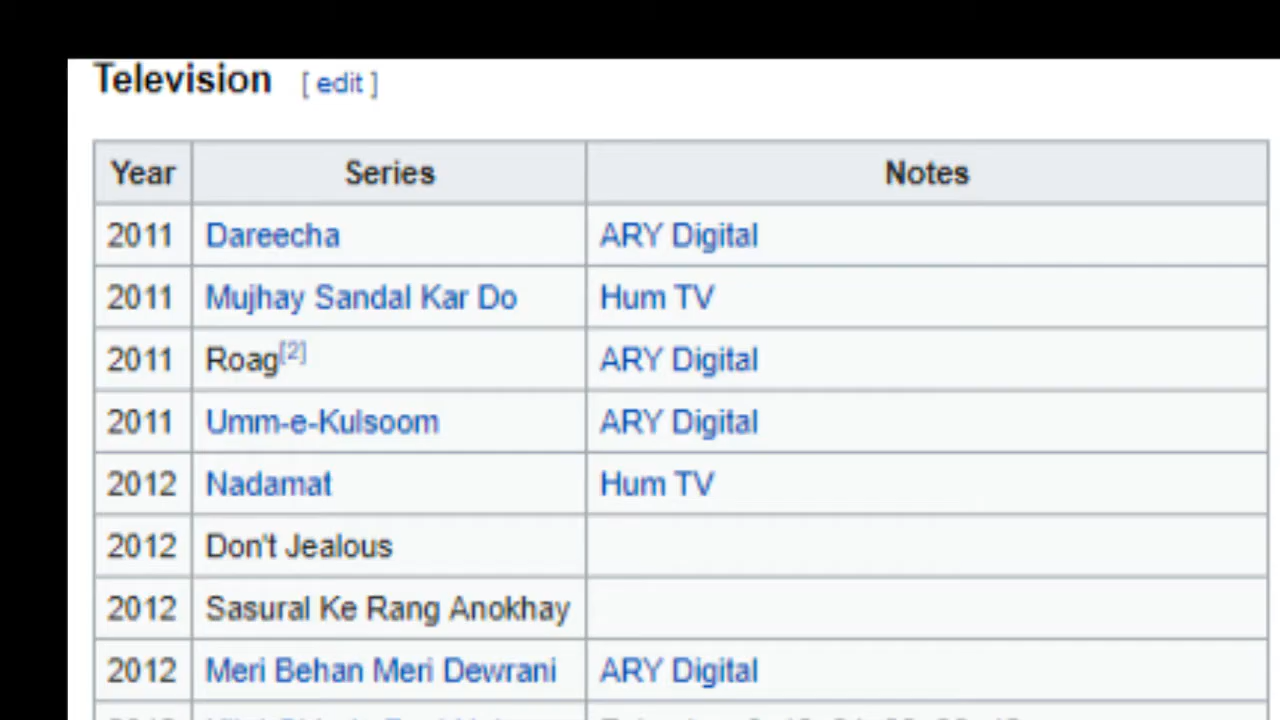 Television [ edit ]
Year Series Notes
2011 Dareecha ARY Digital
2011 Mujhay Sandal Kar Do Hum TV
2011 Roag[2] ARY Digital
2011 Umm-e-Kulsoom ARY Digital
2012 Nadamat Hum TV
2012 Don't Jealous
2012 Sasural Ke Rang Anokhay
2012 Meri Behan Meri Dewrani ARY Digital